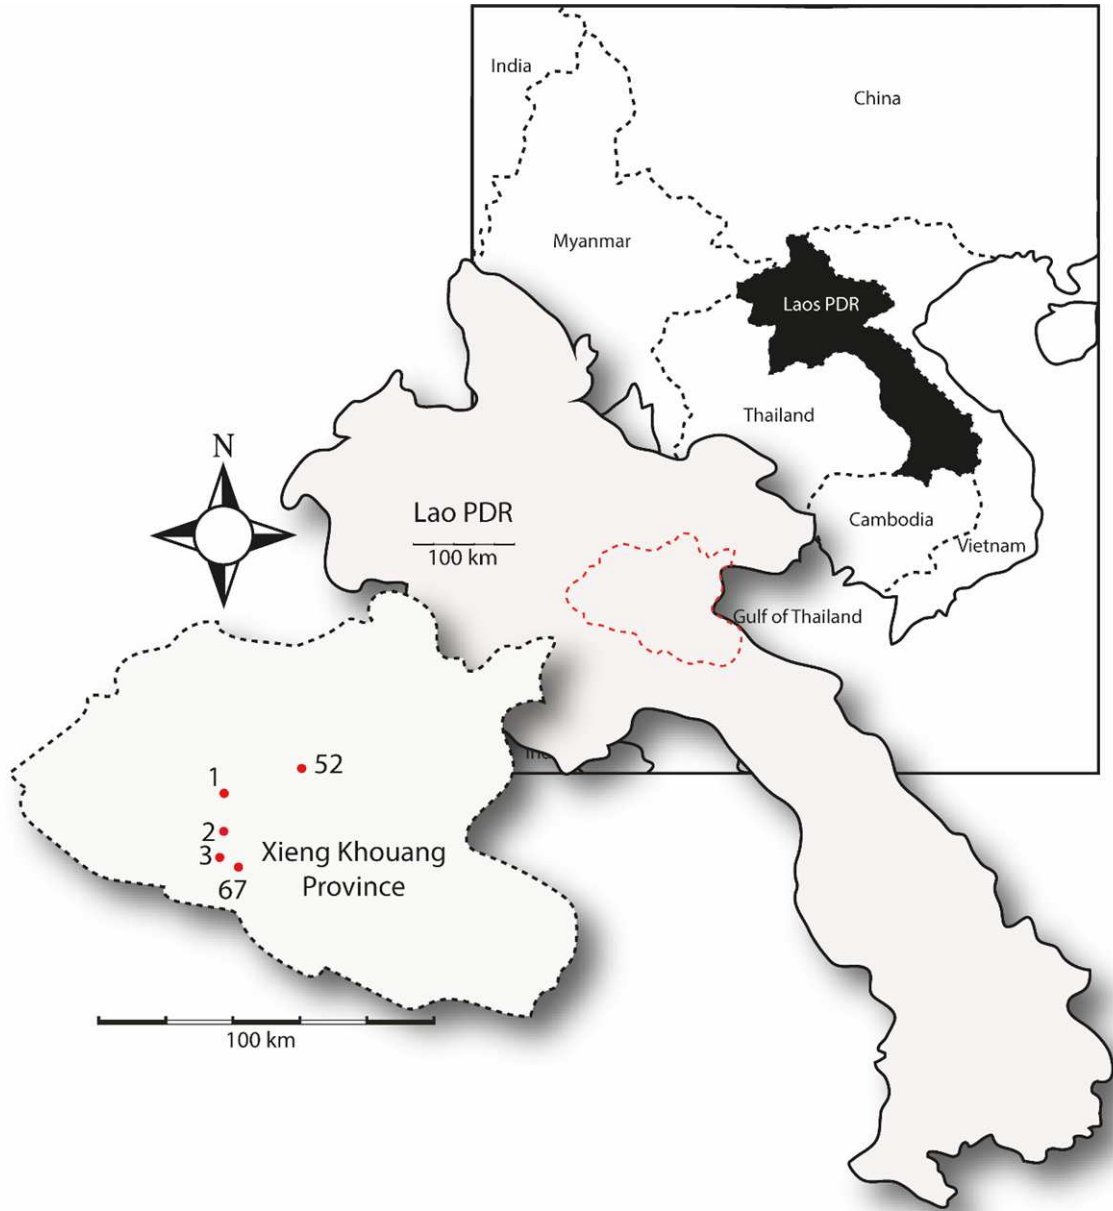 India
China
Myanmar
Laos PDR
Thailand
N
Lao PDR
100 km
Cambodia
Vietnam
Gulf of Thailand
52
1
2
3
67
Xieng Khouang
Province
100 km